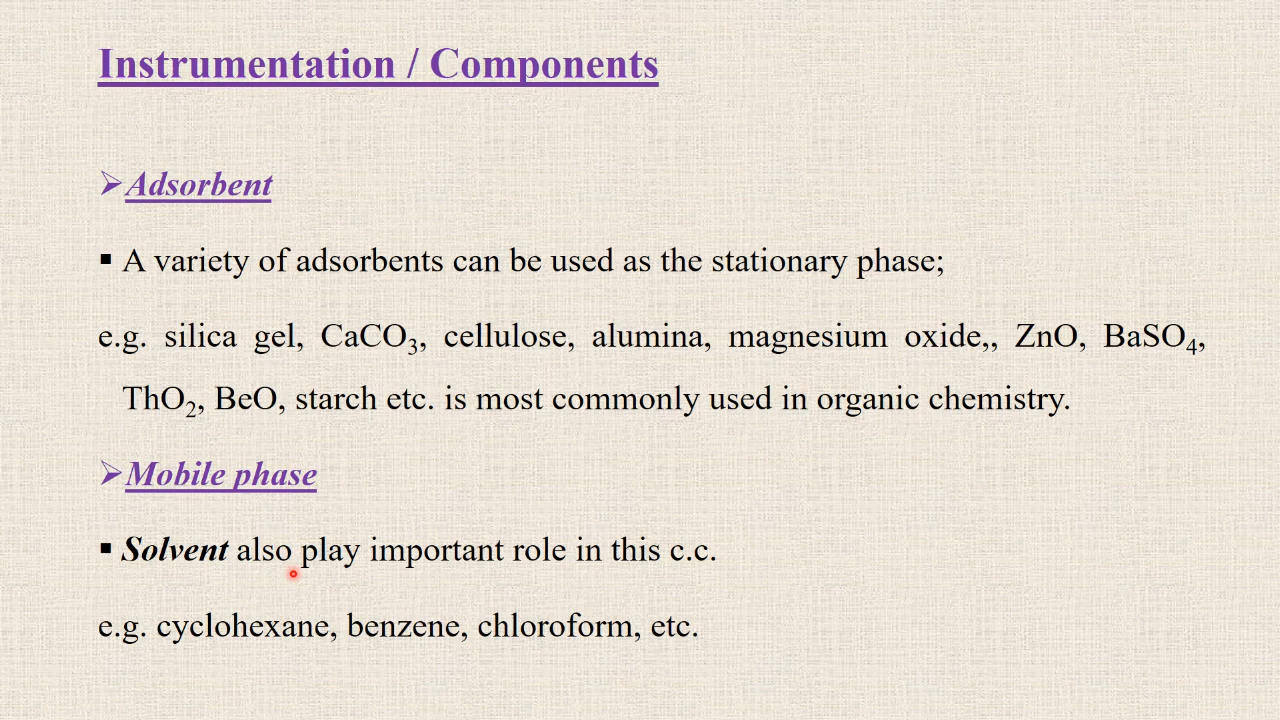 Instrumentation / Components
➢Adsorbent
▪ A variety of adsorbents can be used as the stationary phase;
e.g. silica gel, CaCO₃, cellulose, alumina, magnesium oxide,, ZnO, BaSO₄,
ThO₂, BeO, starch etc. is most commonly used in organic chemistry.
➢Mobile phase
▪ Solvent also play important role in this c.c.
e.g. cyclohexane, benzene, chloroform, etc.